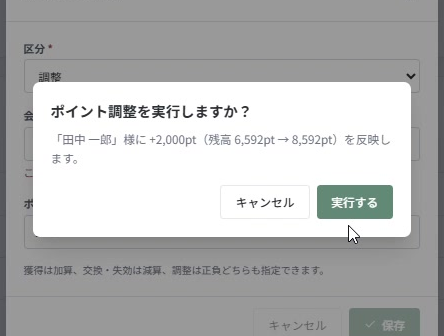 区分 *
調整
ポイント調整を実行しますか？
「田中 一郎」様に +2,000pt（残高 6,592pt → 8,592pt）を反映し
ます。
キャンセル 実行する
獲得は加算、交換・失効は減算、調整は正負どちらも指定できます。
キャンセル ✓ 保存